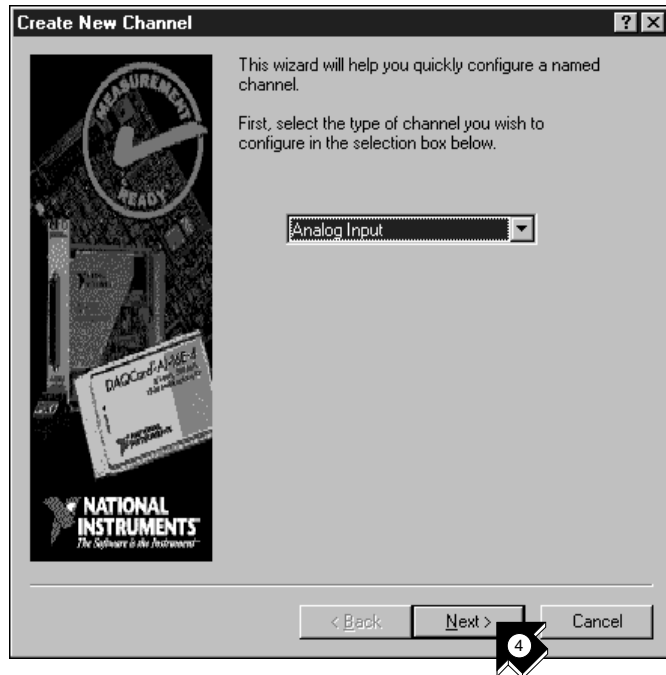 Create New Channel
? X
This wizard will help you quickly configure a named
channel.
First, select the type of channel you wish to
configure in the selection box below.
Analog Input
MEASUREMENT
READY
DAQCard-AI-16E-4
NATIONAL
INSTRUMENTS
The Software is the Instrument
< Back
Next >
Cancel
4